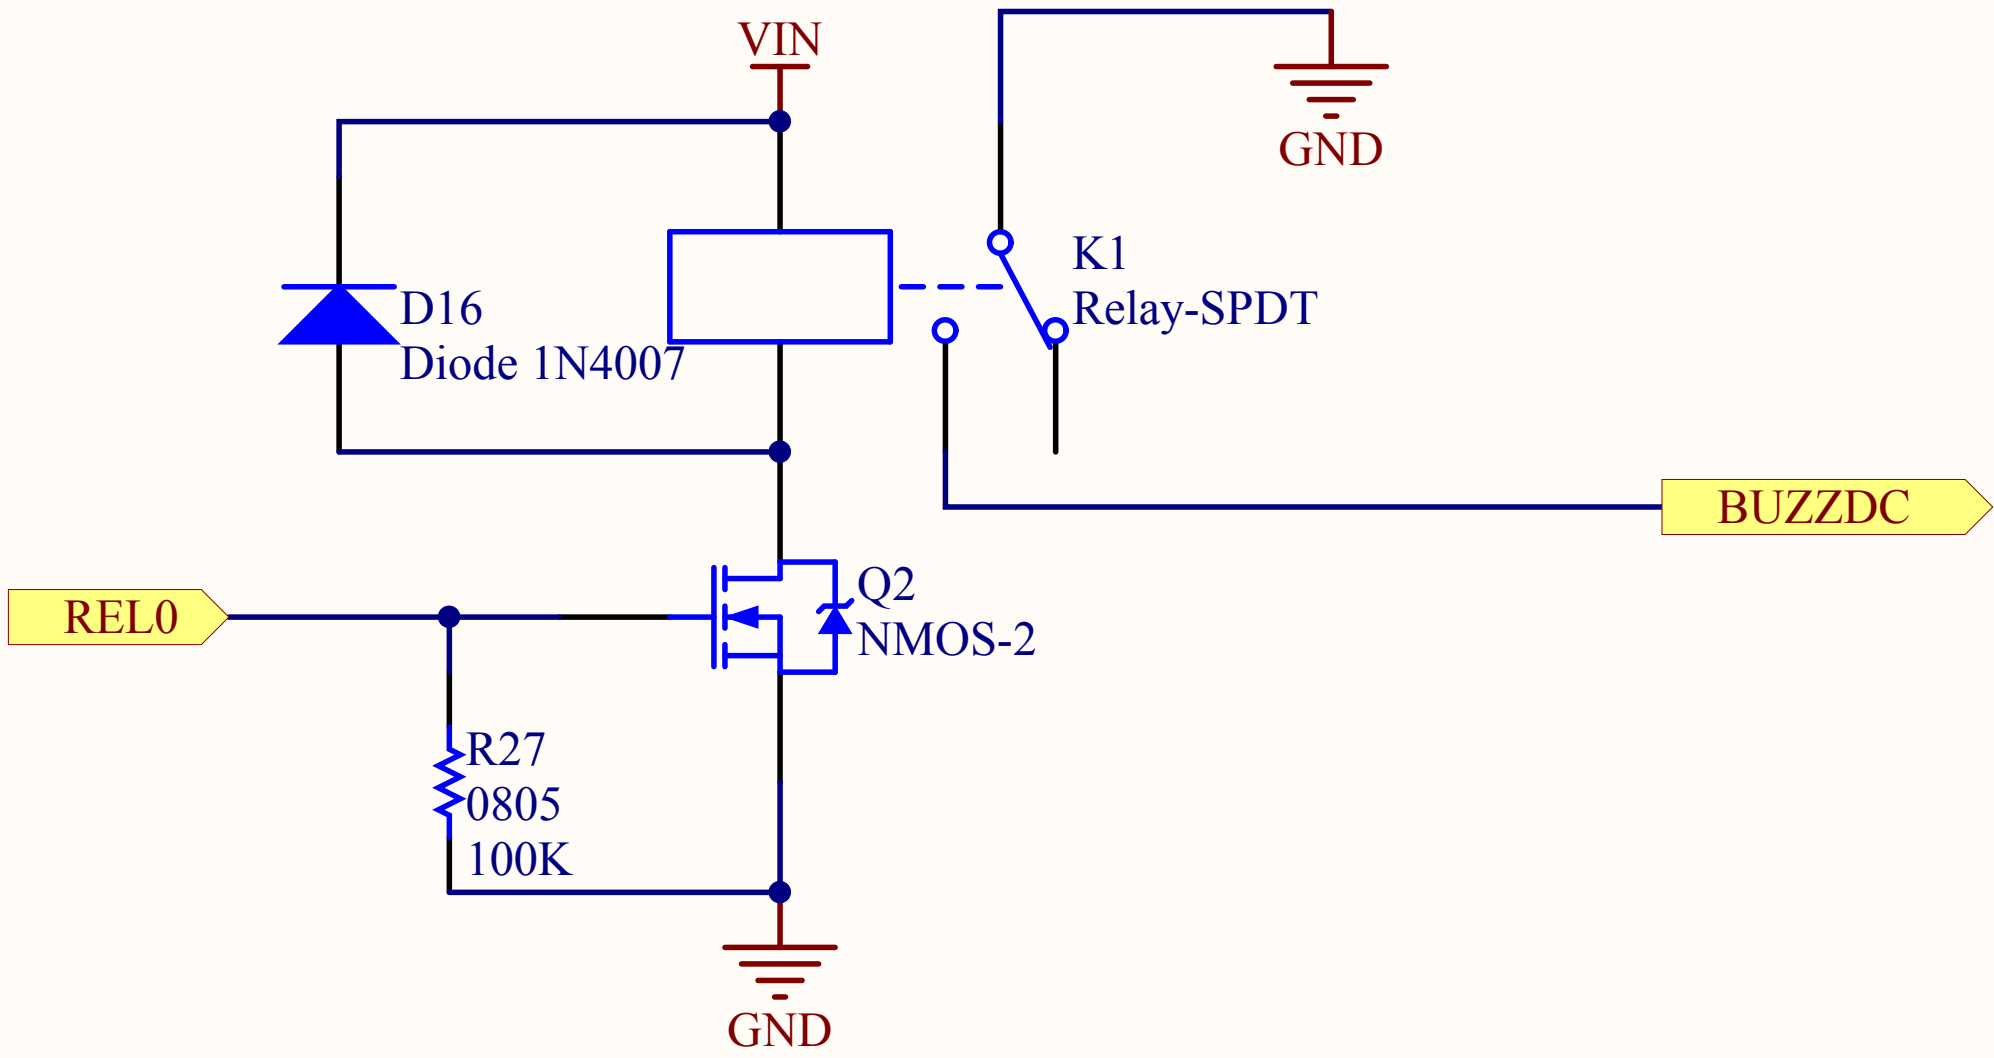 VIN
GND
K1
Relay-SPDT
D16
Diode 1N4007
BUZZDC
Q2
NMOS-2
REL0
R27
0805
100K
GND